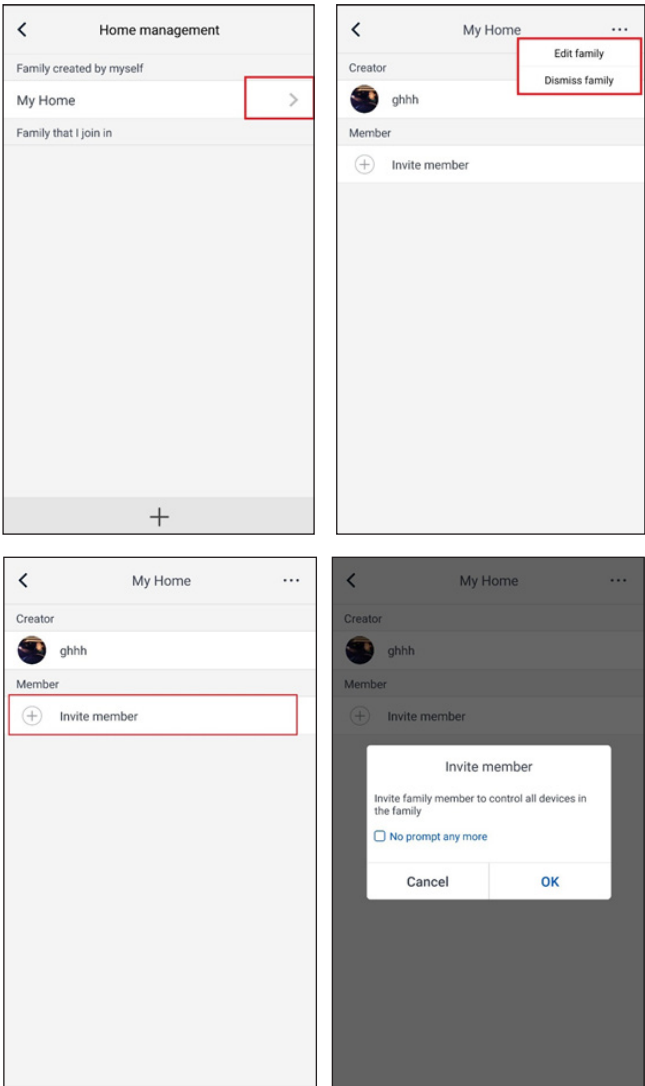 Home management
Family created by myself
My Home
Family that I join in
My Home
Edit family
Dismiss family
Creator
ghhh
Member
Invite member
My Home
Creator
ghhh
Member
Invite member
My Home
Creator
ghhh
Member
Invite member
Invite member
Invite family member to control all devices in
the family
No prompt any more
Cancel OK